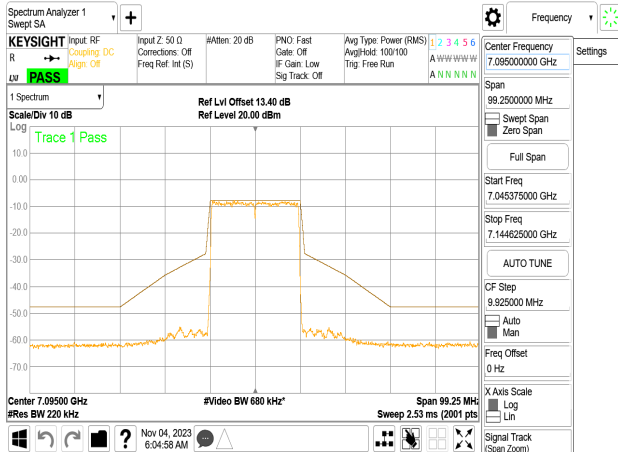 Spectrum Analyzer 1
Swept SA
Frequency
KEYSIGHT
Input: RF
Coupling: DC
Align: Off
Input Z: 50 Ω
Corrections: Off
Freq Ref: Int (S)
#Atten: 20 dB
PNO: Fast
Gate: Off
IF Gain: Low
Sig Track: Off
Avg Type: Power (RMS)
Avg|Hold: 100/100
Trig: Free Run
1 2 3 4 5 6
A W W W W W
A N N N N N
R
LXI
PASS
Center Frequency
7.095000000 GHz
Settings
Span
99.2500000 MHz
Swept Span
Zero Span
Full Span
Start Freq
7.045375000 GHz
Stop Freq
7.144625000 GHz
AUTO TUNE
CF Step
9.925000 MHz
Auto
Man
Freq Offset
0 Hz
X Axis Scale
Log
Lin
Signal Track
(Span Zoom)
1 Spectrum
Scale/Div 10 dB
Ref Lvl Offset 13.40 dB
Ref Level 20.00 dBm
Log
Trace 1 Pass
10.0
0.00
-10.0
-20.0
-30.0
-40.0
-50.0
-60.0
-70.0
Center 7.09500 GHz
#Video BW 680 kHz*
Span 99.25 MHz
#Res BW 220 kHz
Sweep 2.53 ms (2001 pts
?
Nov 04, 2023
6:04:58 AM